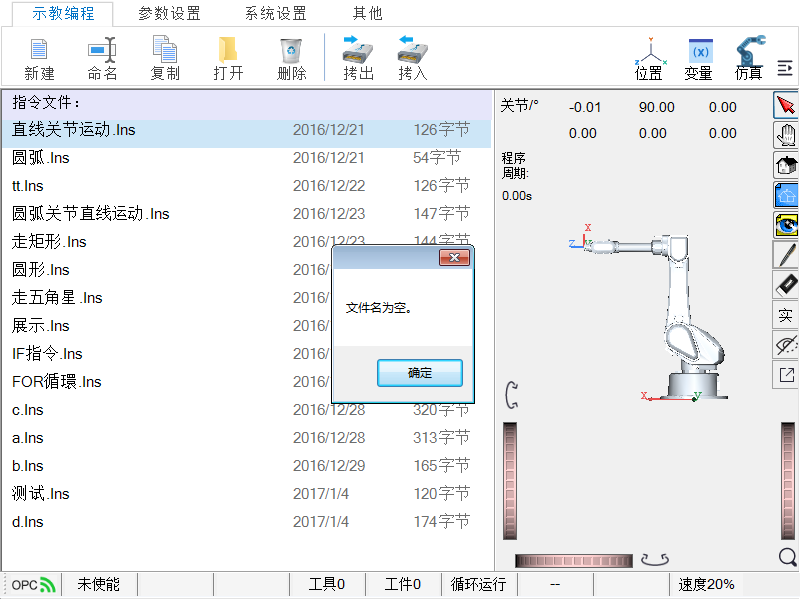 示教编程 参数设置 系统设置 其他
新建 命名 复制 打开 删除 拷出 拷入 位置 变量 仿真
指令文件：
直线关节运动.Ins 2016/12/21 126字节
圆弧.Ins 2016/12/21 54字节
tt.Ins 2016/12/22 126字节
圆弧关节直线运动.Ins 2016/12/23 147字节
走矩形.Ins 2016/12/23 144字节
圆形.Ins 2016/
走五角星.Ins 2016/
展示.Ins 2016/
IF指令.Ins 2016/
FOR循環.Ins 2016/
c.Ins 2016/12/28 320字节
a.Ins 2016/12/28 313字节
b.Ins 2016/12/29 165字节
测试.Ins 2017/1/4 120字节
d.Ins 2017/1/4 174字节
文件名为空。
确定
关节/° -0.01 90.00 0.00
0.00 0.00 0.00
程序
周期:
0.00s
X
Z Y
X Y
(x)
实
OPC 未使能 工具0 工件0 循环运行 -- 速度20%